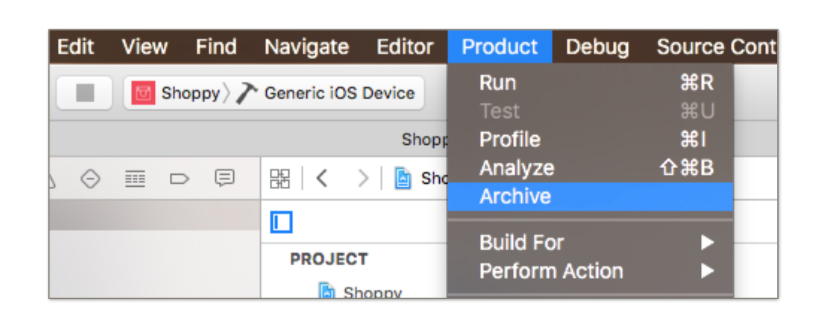 Edit View Find Navigate Editor Product Debug Source Cont
Shoppy Generic iOS Device
Run ⌘R
Test ⌘U
Profile ⌘I
Analyze ⇧⌘B
Archive
Build For ▶
Perform Action ▶
Shopp
Sho
PROJECT
Shoppy